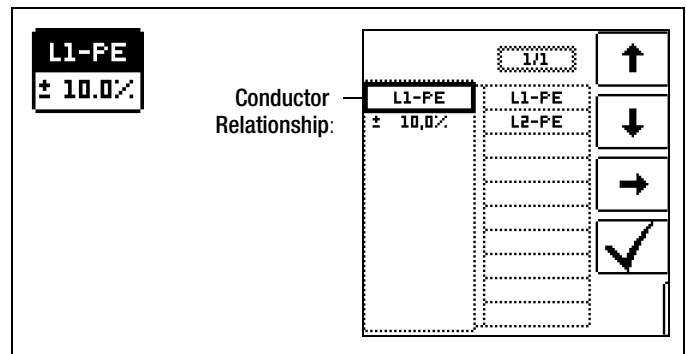 L1-PE
± 10.0%
Conductor
Relationship:
1/1
L1-PE
± 10,0%
L1-PE
L2-PE